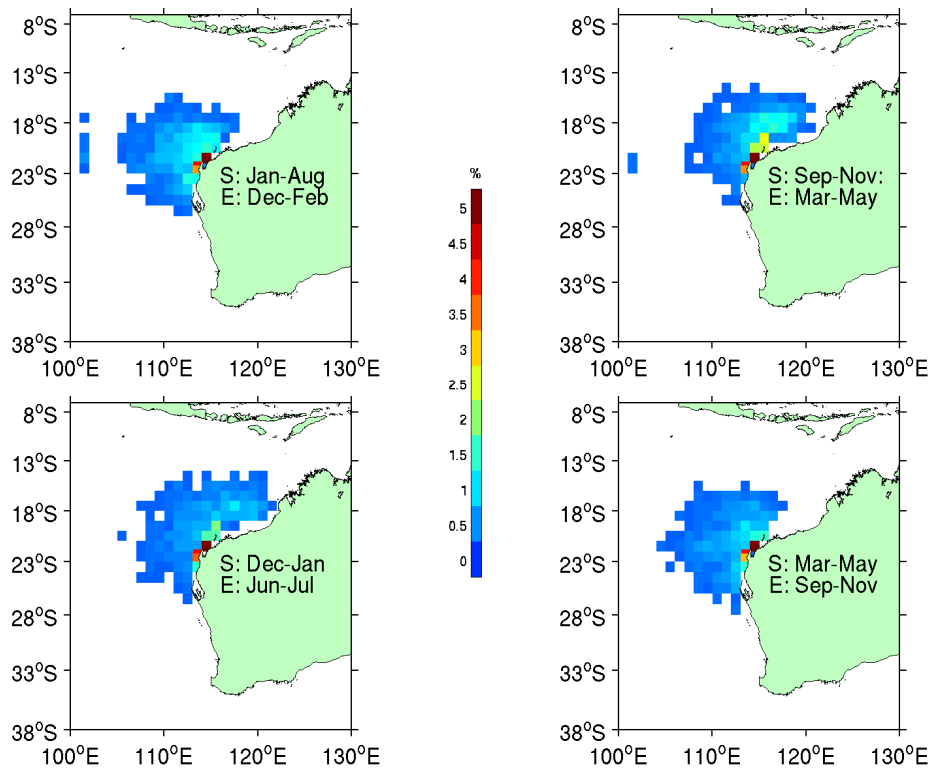 8°S
13°S
18°S
23°S
28°S
33°S
38°S
100°E 110°E 120°E 130°E
S: Jan-Aug
E: Dec-Feb
8°S
13°S
18°S
23°S
28°S
33°S
38°S
100°E 110°E 120°E 130°E
S: Sep-Nov:
E: Mar-May
%
5
4.5
4
3.5
3
2.5
2
1.5
1
0.5
0
8°S
13°S
18°S
23°S
28°S
33°S
38°S
100°E 110°E 120°E 130°E
S: Dec-Jan
E: Jun-Jul
8°S
13°S
18°S
23°S
28°S
33°S
38°S
100°E 110°E 120°E 130°E
S: Mar-May
E: Sep-Nov